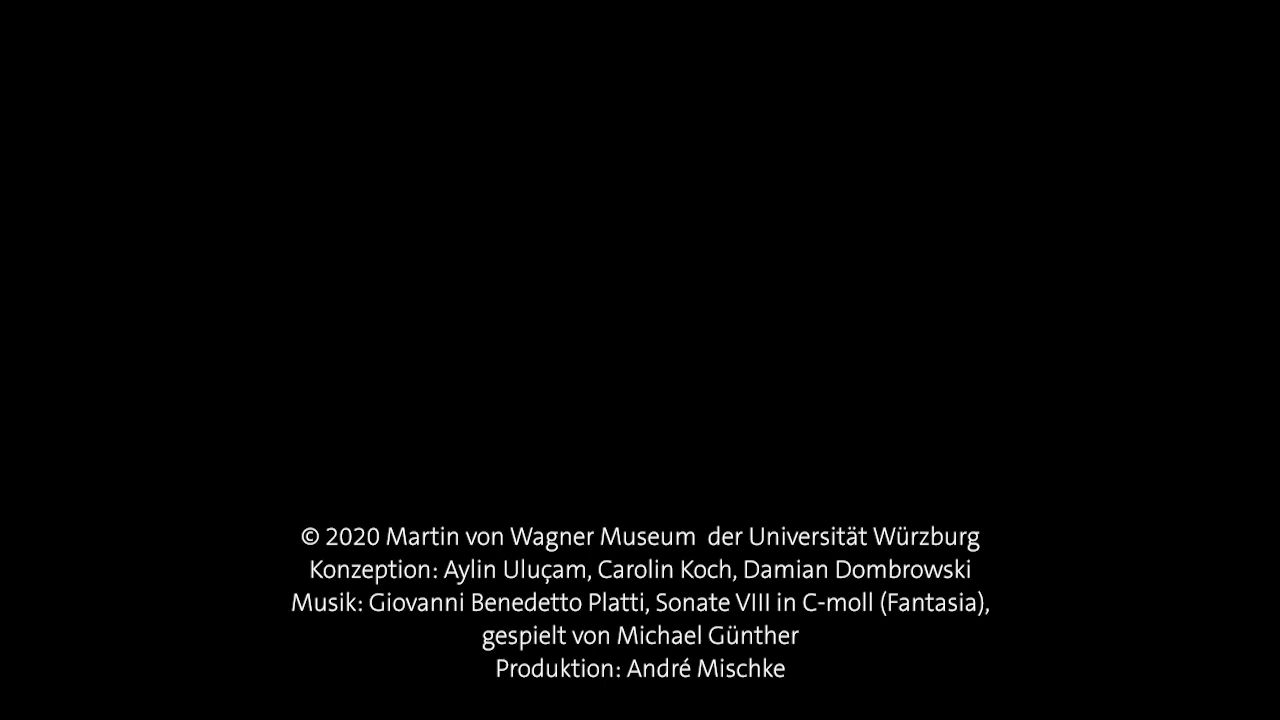 © 2020 Martin von Wagner Museum  der Universität Würzburg
Konzeption: Aylin Uluçam, Carolin Koch, Damian Dombrowski
Musik: Giovanni Benedetto Platti, Sonate VIII in C-moll (Fantasia),
gespielt von Michael Günther
Produktion: André Mischke